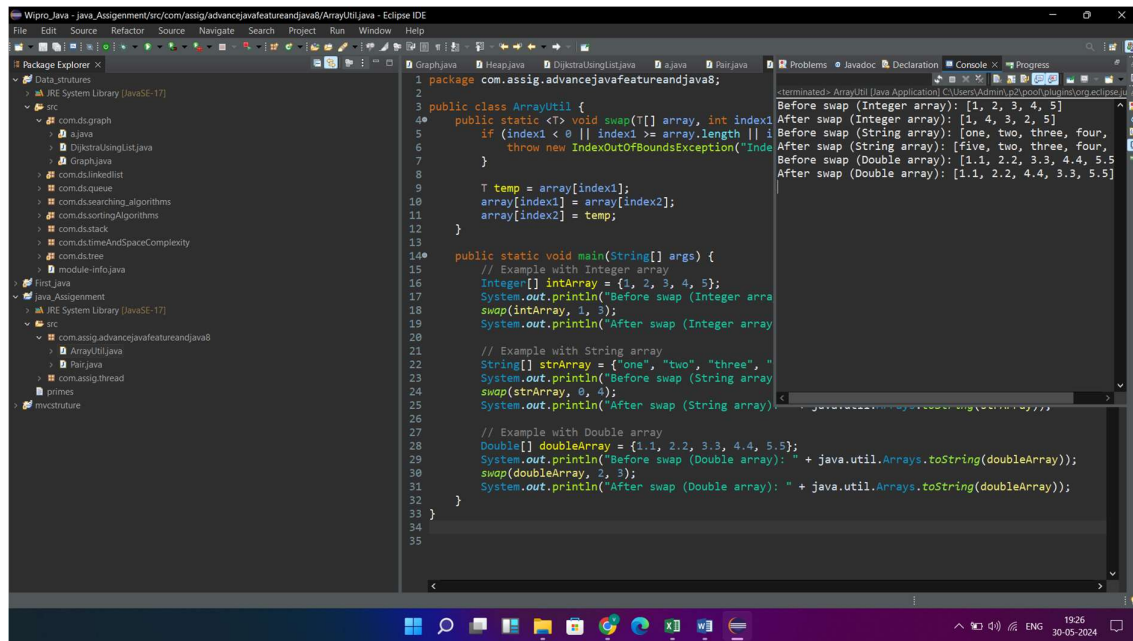 Wipro_Java - java_Assigenment/src/com/assig/advancejavafeatureandjava8/ArrayUtil.java - Eclipse IDE
File Edit Source Refactor Source Navigate Search Project Run Window Help
Package Explorer
Data_strutures
JRE System Library [JavaSE-17]
src
com.ds.graph
a.java
DijkstraUsingList.java
Graph.java
com.ds.linkedlist
com.ds.queue
com.ds.searching_algorithms
com.ds.sortingAlgorithms
com.ds.stack
com.ds.timeAndSpaceComplexity
com.ds.tree
module-info.java
First_java
java_Assigenment
JRE System Library [JavaSE-17]
src
com.assig.advancejavafeatureandjava8
ArrayUtil.java
Pair.java
com.assig.thread
primes
mvcstruture
Graph.java Heap.java DijkstraUsingList.java a.java Pair.java
1 package com.assig.advancejavafeatureandjava8;
2
3 public class ArrayUtil {
4 public static <T> void swap(T[] array, int index1
5 if (index1 < 0 || index1 >= array.length || i
6 throw new IndexOutOfBoundsException("Inde
7 }
8
9 T temp = array[index1];
10 array[index1] = array[index2];
11 array[index2] = temp;
12 }
13
14 public static void main(String[] args) {
15 // Example with Integer array
16 Integer[] intArray = {1, 2, 3, 4, 5};
17 System.out.println("Before swap (Integer arra
18 swap(intArray, 1, 3);
19 System.out.println("After swap (Integer array
20
21 // Example with String array
22 String[] strArray = {"one", "two", "three", "
23 System.out.println("Before swap (String array
24 swap(strArray, 0, 4);
25 System.out.println("After swap (String array):
26
27 // Example with Double array
28 Double[] doubleArray = {1.1, 2.2, 3.3, 4.4, 5.5};
29 System.out.println("Before swap (Double array): " + java.util.Arrays.toString(doubleArray));
30 swap(doubleArray, 2, 3);
31 System.out.println("After swap (Double array): " + java.util.Arrays.toString(doubleArray));
32 }
33 }
34
35
Problems Javadoc Declaration Console Progress
<terminated> ArrayUtil [Java Application] C:\Users\Admin\.p2\pool\plugins\org.eclipse.ju
Before swap (Integer array): [1, 2, 3, 4, 5]
After swap (Integer array): [1, 4, 3, 2, 5]
Before swap (String array): [one, two, three, four,
After swap (String array): [five, two, three, four,
Before swap (Double array): [1.1, 2.2, 3.3, 4.4, 5.5
After swap (Double array): [1.1, 2.2, 4.4, 3.3, 5.5]
ENG
19:26
30-05-2024